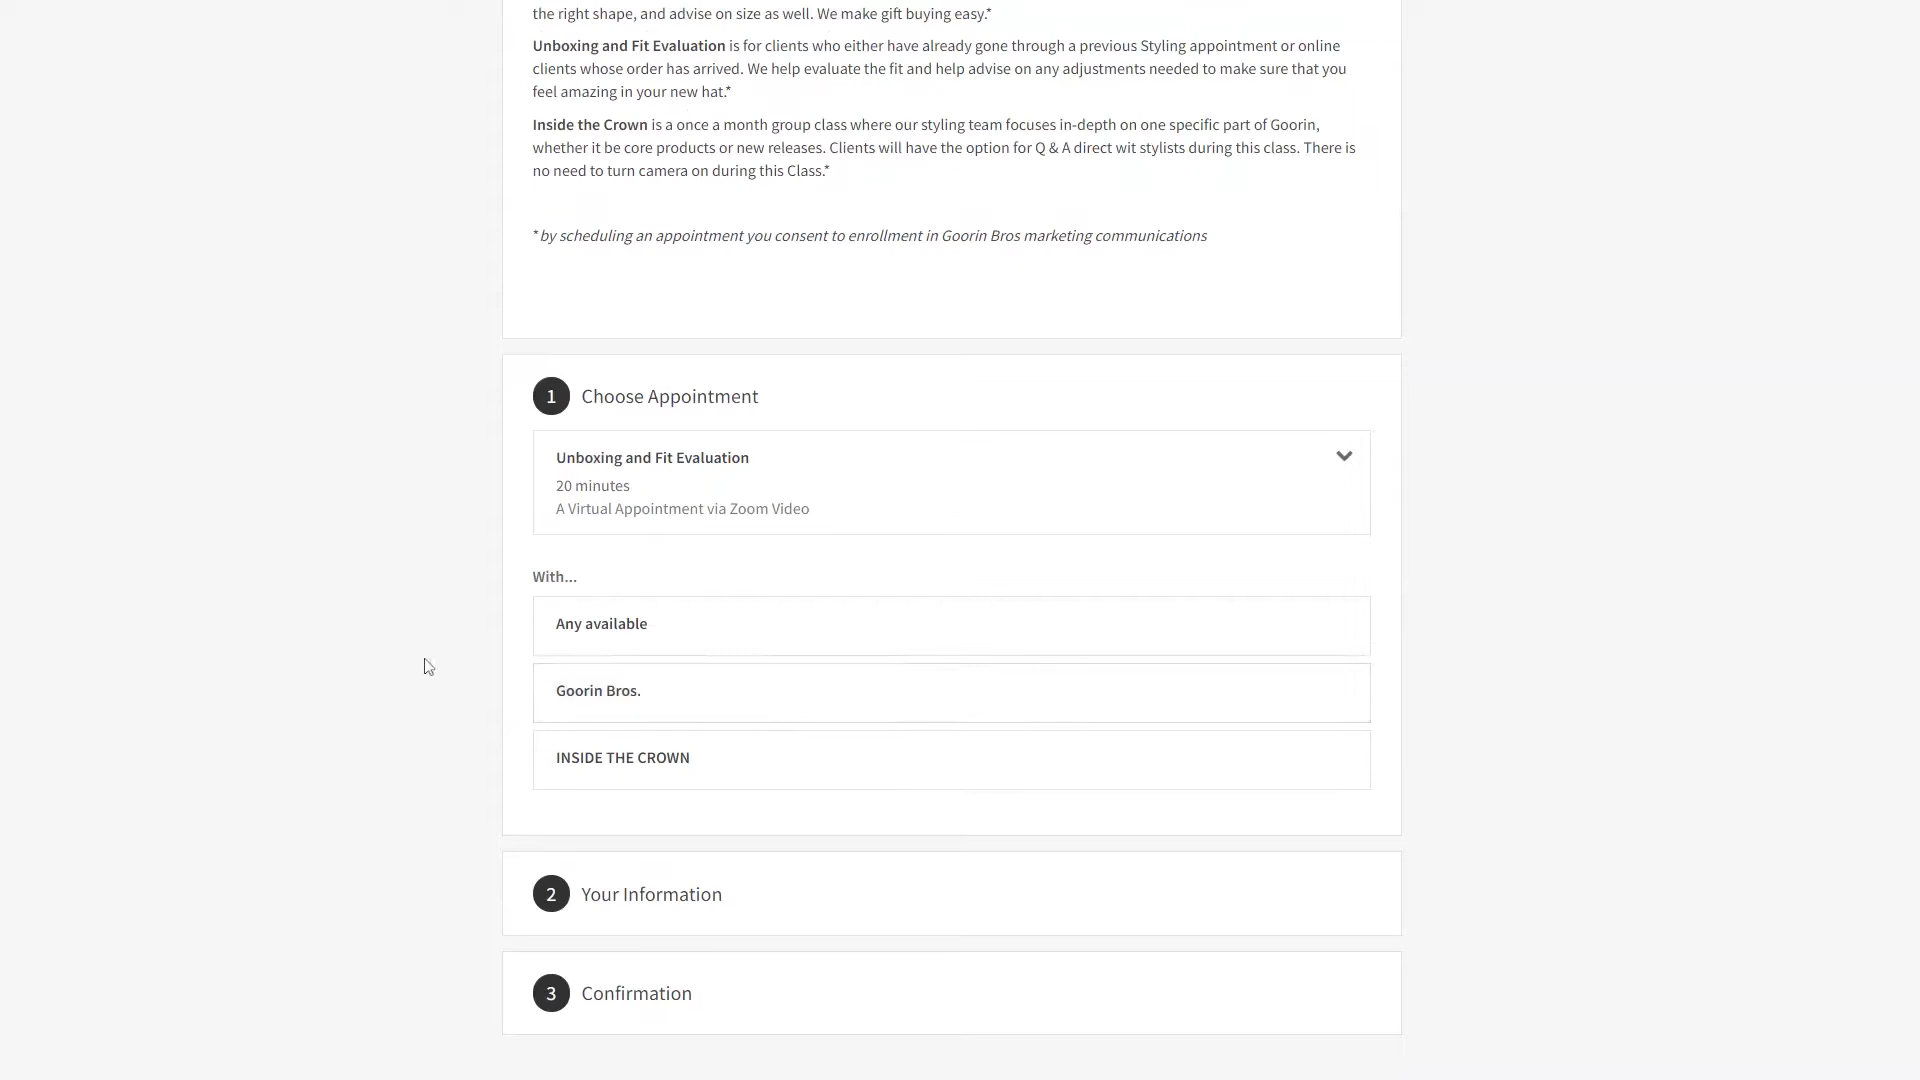 the right shape, and advise on size as well. We make gift buying easy.*
Unboxing and Fit Evaluation is for clients who either have already gone through a previous Styling appointment or online
clients whose order has arrived. We help evaluate the fit and help advise on any adjustments needed to make sure that you
feel amazing in your new hat.*
Inside the Crown is a once a month group class where our styling team focuses in-depth on one specific part of Goorin,
whether it be core products or new releases. Clients will have the option for Q & A direct wit stylists during this class. There is
no need to turn camera on during this Class.*
*by scheduling an appointment you consent to enrollment in Goorin Bros marketing communications
1 Choose Appointment
Unboxing and Fit Evaluation
20 minutes
A Virtual Appointment via Zoom Video
With...
Any available
Goorin Bros.
INSIDE THE CROWN
2 Your Information
3 Confirmation